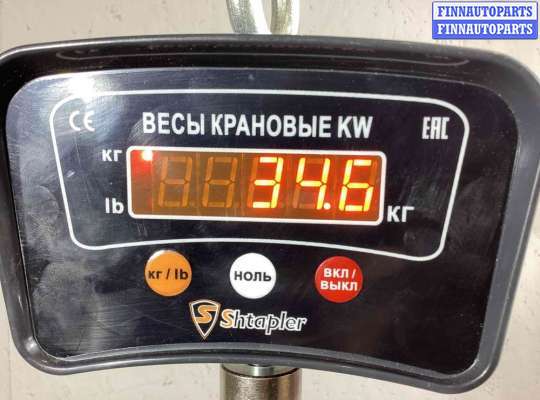 FINNAUTOPARTS
FINNAUTOPARTS
CE ВЕСЫ КРАНОВЫЕ KW EAC
кг
34.6
lb
КГ
кг / lb
НОЛЬ
ВКЛ /
ВЫКЛ
S Shtapler